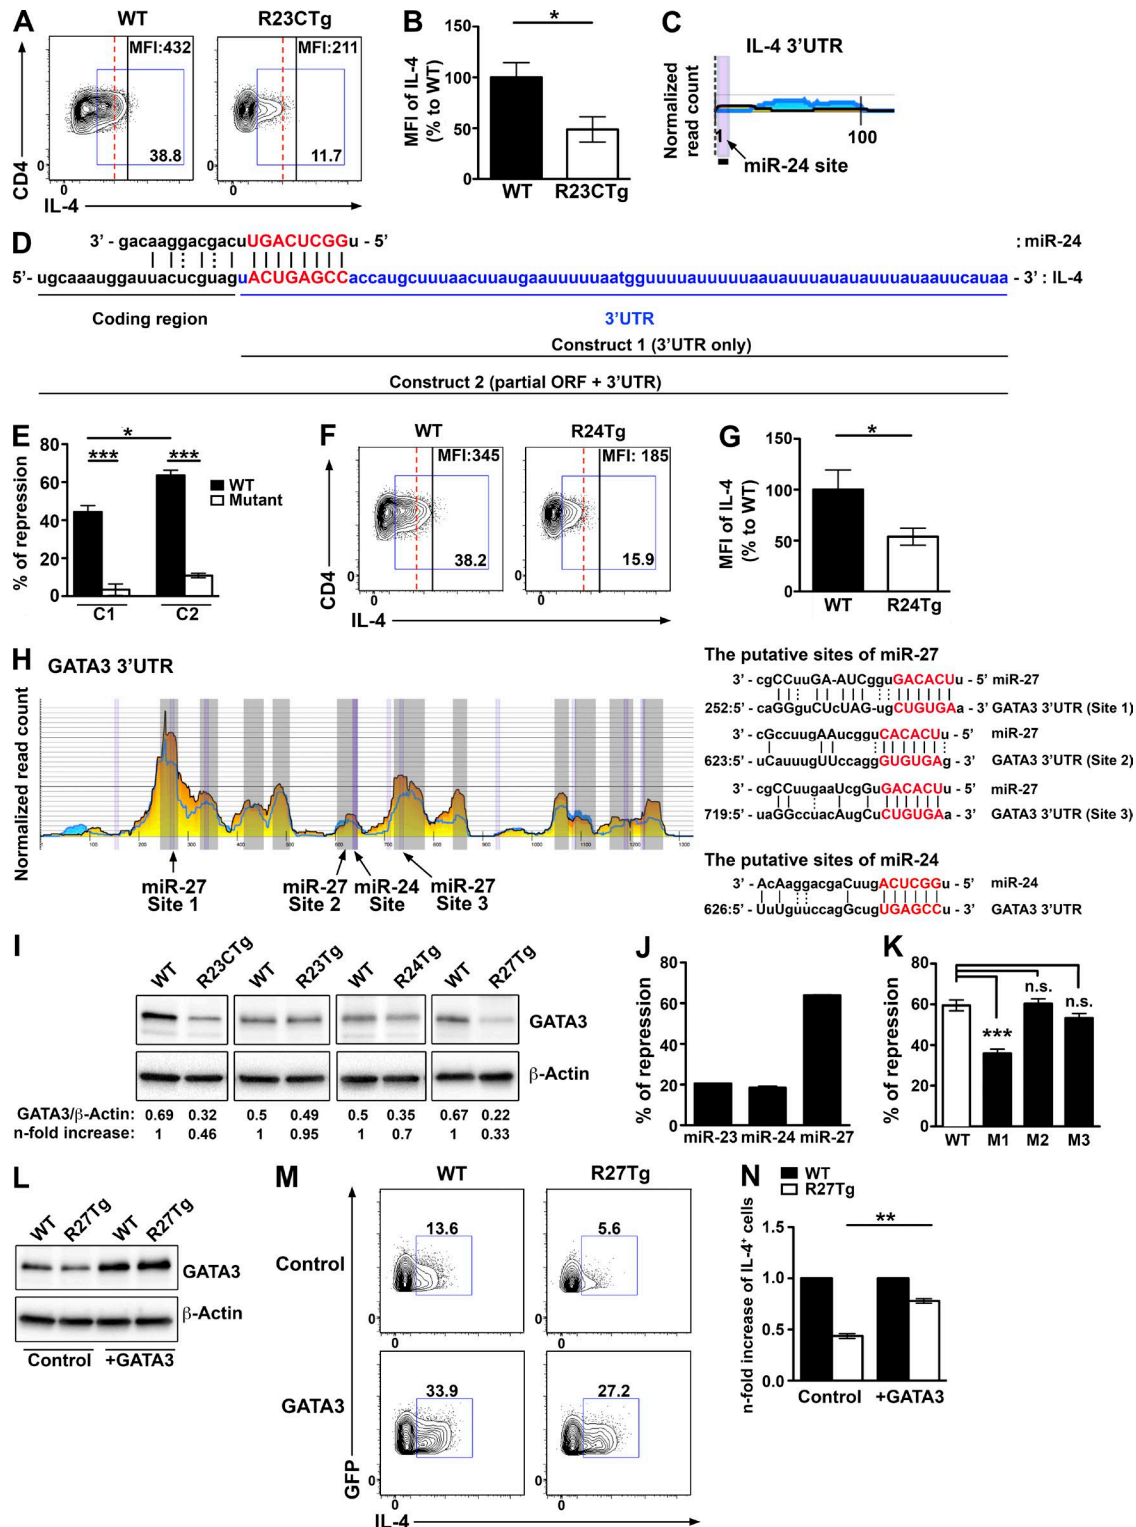 A
WT
R23CTg
MFI:432
MFI:211
38.8
11.7
CD4
0
0
0
IL-4
B
*
MFI of IL-4
(% to WT)
150
100
50
0
WT
R23CTg
C
IL-4 3'UTR
Normalized
read count
1
100
miR-24 site
D
3' - gacaaggacgacuUGACUCGGu - 5'
: miR-24
5'- ugcaaauggauuacucguaguACUGAGCCaccaugcuuuaacuuaugaauuuuuaatgguuuuauuuuuaauauuuauauauuuauaauucauaa - 3' : IL-4
Coding region
3'UTR
Construct 1 (3'UTR only)
Construct 2 (partial ORF + 3'UTR)
E
% of repression
80
60
40
20
0
*
***
***
WT
Mutant
C1
C2
F
WT
R24Tg
MFI:345
MFI: 185
38.2
15.9
CD4
0
0
0
0
IL-4
G
*
MFI of IL-4
(% to WT)
150
100
50
0
WT
R24Tg
H
GATA3 3'UTR
Normalized read count
miR-27
Site 1
miR-27
Site 2
miR-24
Site
miR-27
Site 3
The putative sites of miR-27
3' - cgCCuuGA-AUCgguGACACUu - 5' miR-27
252:5' - caGGguCUcUAG-ugCUGUGAa - 3' GATA3 3'UTR (Site 1)
3' - cGccuugAAucgguCACACUu - 5' miR-27
623:5' - uCauuugUUccaggGUGUGAg - 3' GATA3 3'UTR (Site 2)
3' - cgCCuugaaUcgGuGACACUu - 5' miR-27
719:5' - uaGGccuacAugCuCUGUGAa - 3' GATA3 3'UTR (Site 3)
The putative sites of miR-24
3' - AcAaggacgaCuugACUCGGu - 5' miR-24
626:5' - UuUguuccagGcugUGAGCCu - 3' GATA3 3'UTR
I
WT
R23CTg
WT
R23Tg
WT
R24Tg
WT
R27Tg
GATA3
β-Actin
GATA3/β-Actin: 0.69 0.32 0.5 0.49 0.5 0.35 0.67 0.22
n-fold increase: 1 0.46 1 0.95 1 0.7 1 0.33
J
% of repression
80
60
40
20
0
miR-23 miR-24 miR-27
K
% of repression
80
60
40
20
0
***
n.s.
n.s.
WT M1 M2 M3
L
WT
R27Tg
WT
R27Tg
GATA3
β-Actin
Control
+GATA3
M
WT
R27Tg
Control
13.6
5.6
0
0
0
0
GATA3
33.9
27.2
0
0
0
0
GFP
IL-4
N
WT
R27Tg
**
n-fold increase of IL-4+ cells
1.5
1.0
0.5
0.0
Control
+GATA3